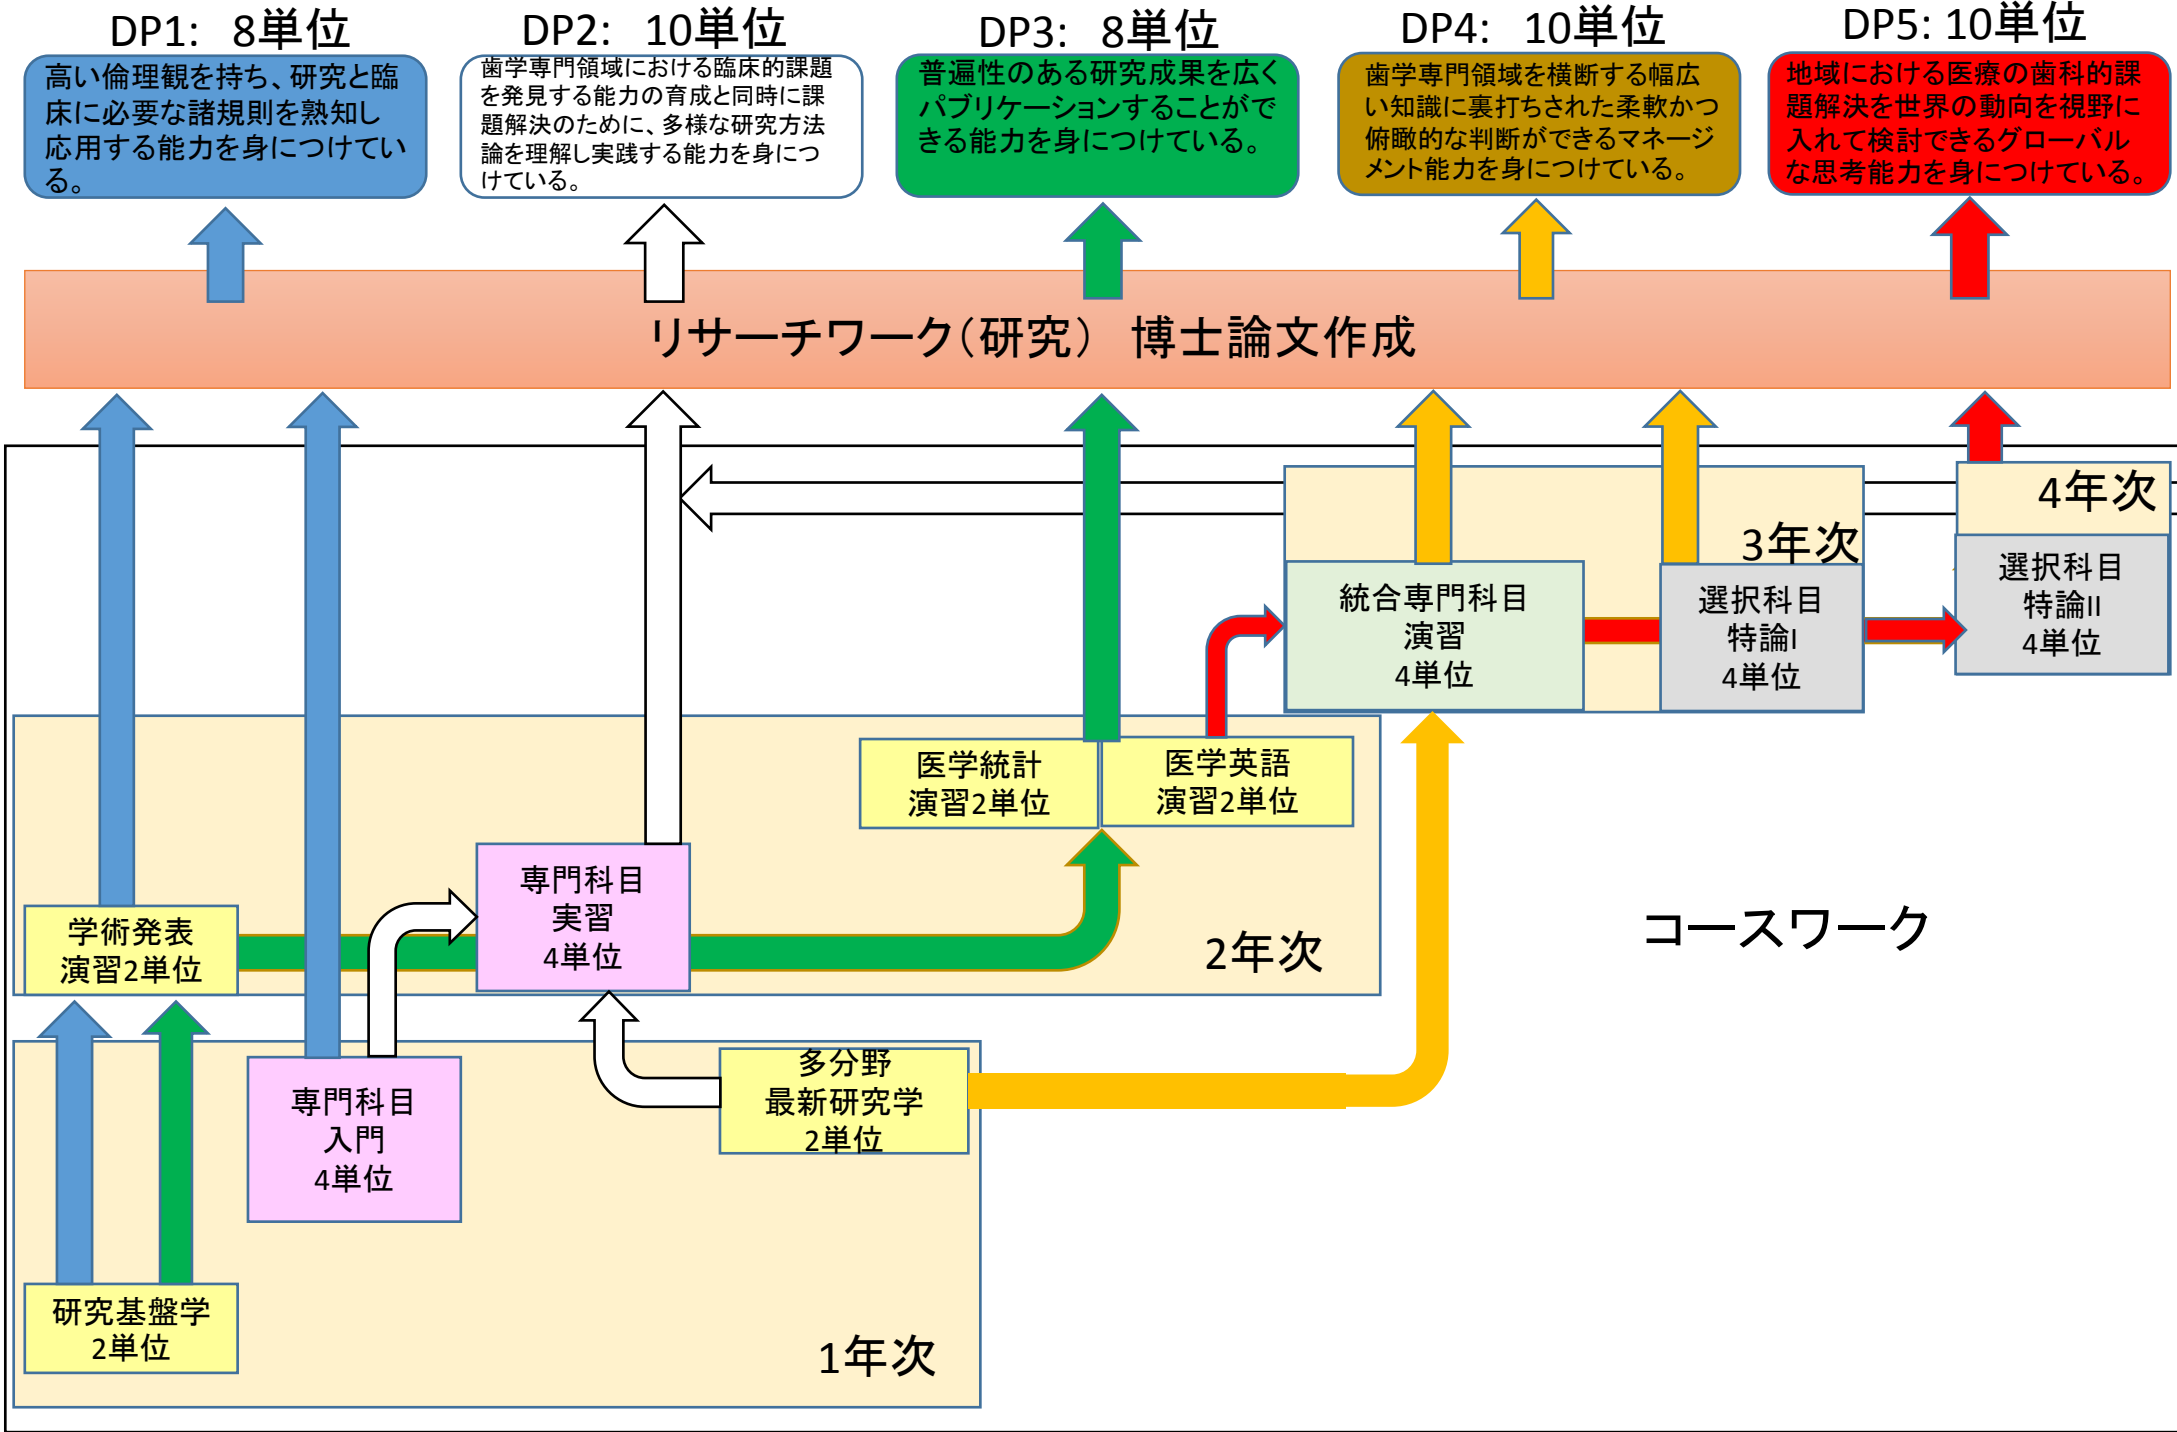 DP1: 8単位
高い倫理観を持ち、研究と臨
床に必要な諸規則を熟知し
応用する能力を身につけてい
る。
DP2: 10単位
歯学専門領域における臨床的課題
を発見する能力の育成と同時に課
題解決のために、多様な研究方法
論を理解し実践する能力を身につ
けている。
DP3: 8単位
普遍性のある研究成果を広く
パブリケーションすることがで
きる能力を身につけている。
DP4: 10単位
歯学専門領域を横断する幅広
い知識に裏打ちされた柔軟かつ
俯瞰的な判断ができるマネージ
メント能力を身につけている。
DP5: 10単位
地域における医療の歯科的課
題解決を世界の動向を視野に
入れて検討できるグローバル
な思考能力を身につけている。
リサーチワーク(研究) 博士論文作成
4年次
選択科目
特論II
4単位
3年次
統合専門科目
演習
4単位
選択科目
特論I
4単位
医学統計
演習2単位
医学英語
演習2単位
専門科目
実習
4単位
学術発表
演習2単位
2年次
コースワーク
多分野
最新研究学
2単位
専門科目
入門
4単位
研究基盤学
2単位
1年次